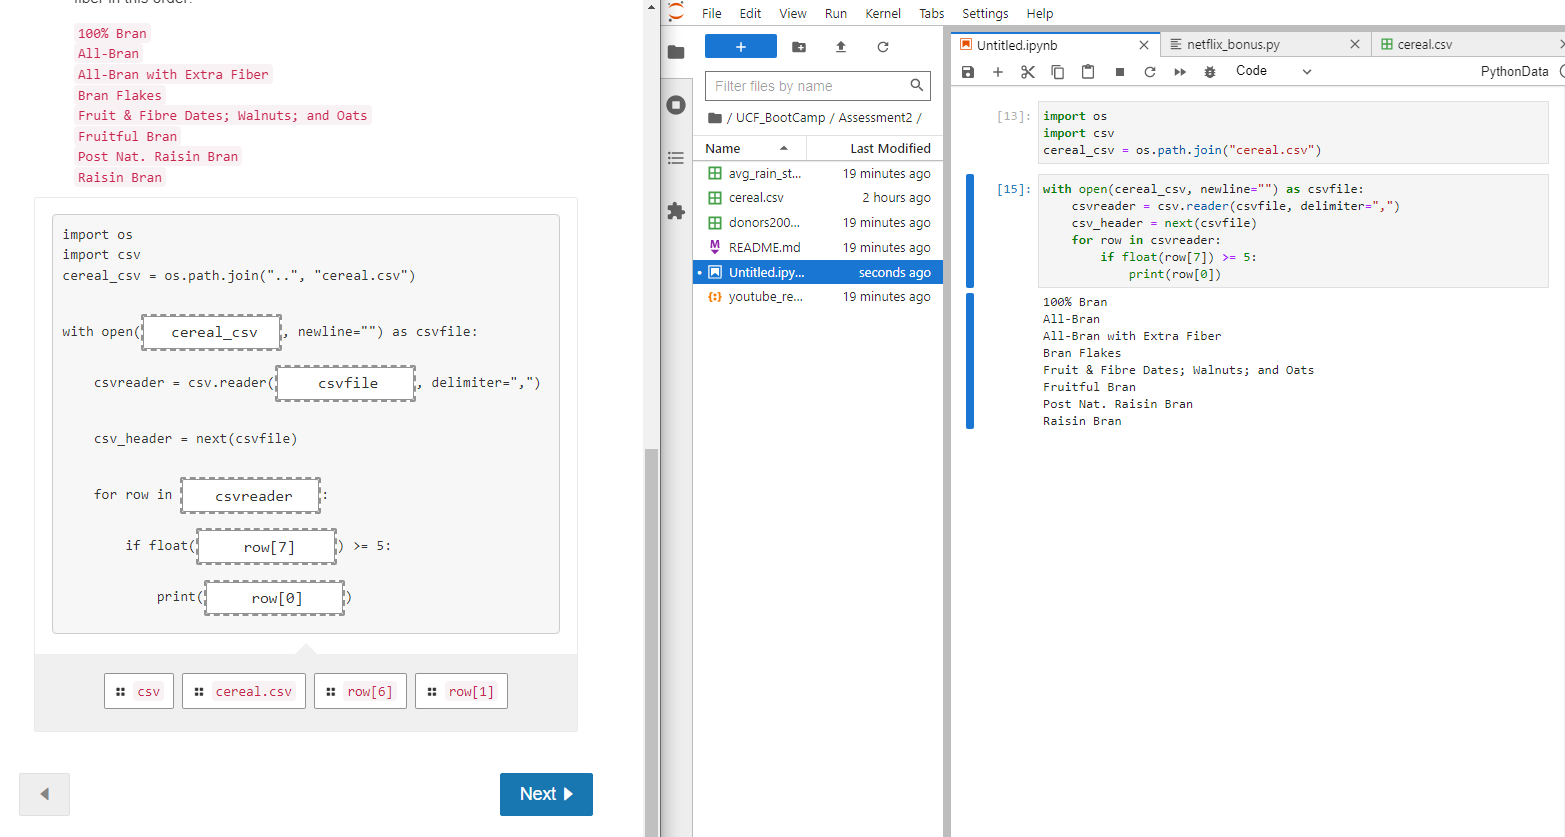 100% Bran
All-Bran
All-Bran with Extra Fiber
Bran Flakes
Fruit & Fibre Dates; Walnuts; and Oats
Fruitful Bran
Post Nat. Raisin Bran
Raisin Bran
import os
import csv
cereal_csv = os.path.join("..", "cereal.csv")
with open( cereal_csv , newline="") as csvfile:
csvreader = csv.reader( csvfile , delimiter=",")
csv_header = next(csvfile)
for row in csvreader :
if float( row[7] ) >= 5:
print( row[0] )
csv cereal.csv row[6] row[1]
Next
File Edit View Run Kernel Tabs Settings Help
+
Filter files by name
/ UCF_BootCamp / Assessment2 /
Name Last Modified
avg_rain_st... 19 minutes ago
cereal.csv 2 hours ago
donors200... 19 minutes ago
README.md 19 minutes ago
Untitled.ipy... seconds ago
youtube_re... 19 minutes ago
Untitled.ipynb netflix_bonus.py cereal.csv
Code PythonData
[13]: import os
import csv
cereal_csv = os.path.join("cereal.csv")
[15]: with open(cereal_csv, newline="") as csvfile:
csvreader = csv.reader(csvfile, delimiter=",")
csv_header = next(csvfile)
for row in csvreader:
if float(row[7]) >= 5:
print(row[0])
100% Bran
All-Bran
All-Bran with Extra Fiber
Bran Flakes
Fruit & Fibre Dates; Walnuts; and Oats
Fruitful Bran
Post Nat. Raisin Bran
Raisin Bran